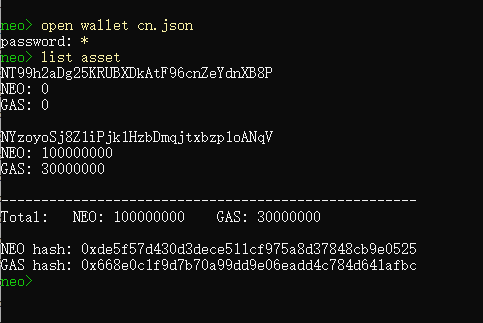 neo> open wallet cn.json
password: *
neo> list asset
NT99h2aDg25KRUBXDkAtF96cnZeYdnXB8P
NEO: 0
GAS: 0
NYzoyoSj8Z1iPjk1HzbDmqjtxbzp1oANqV
NEO: 100000000
GAS: 30000000
----------------------------------------------------
Total:   NEO: 100000000    GAS: 30000000
NEO hash: 0xde5f57d430d3dece511cf975a8d37848cb9e0525
GAS hash: 0x668e0c1f9d7b70a99dd9e06eadd4c784d641afbc
neo>